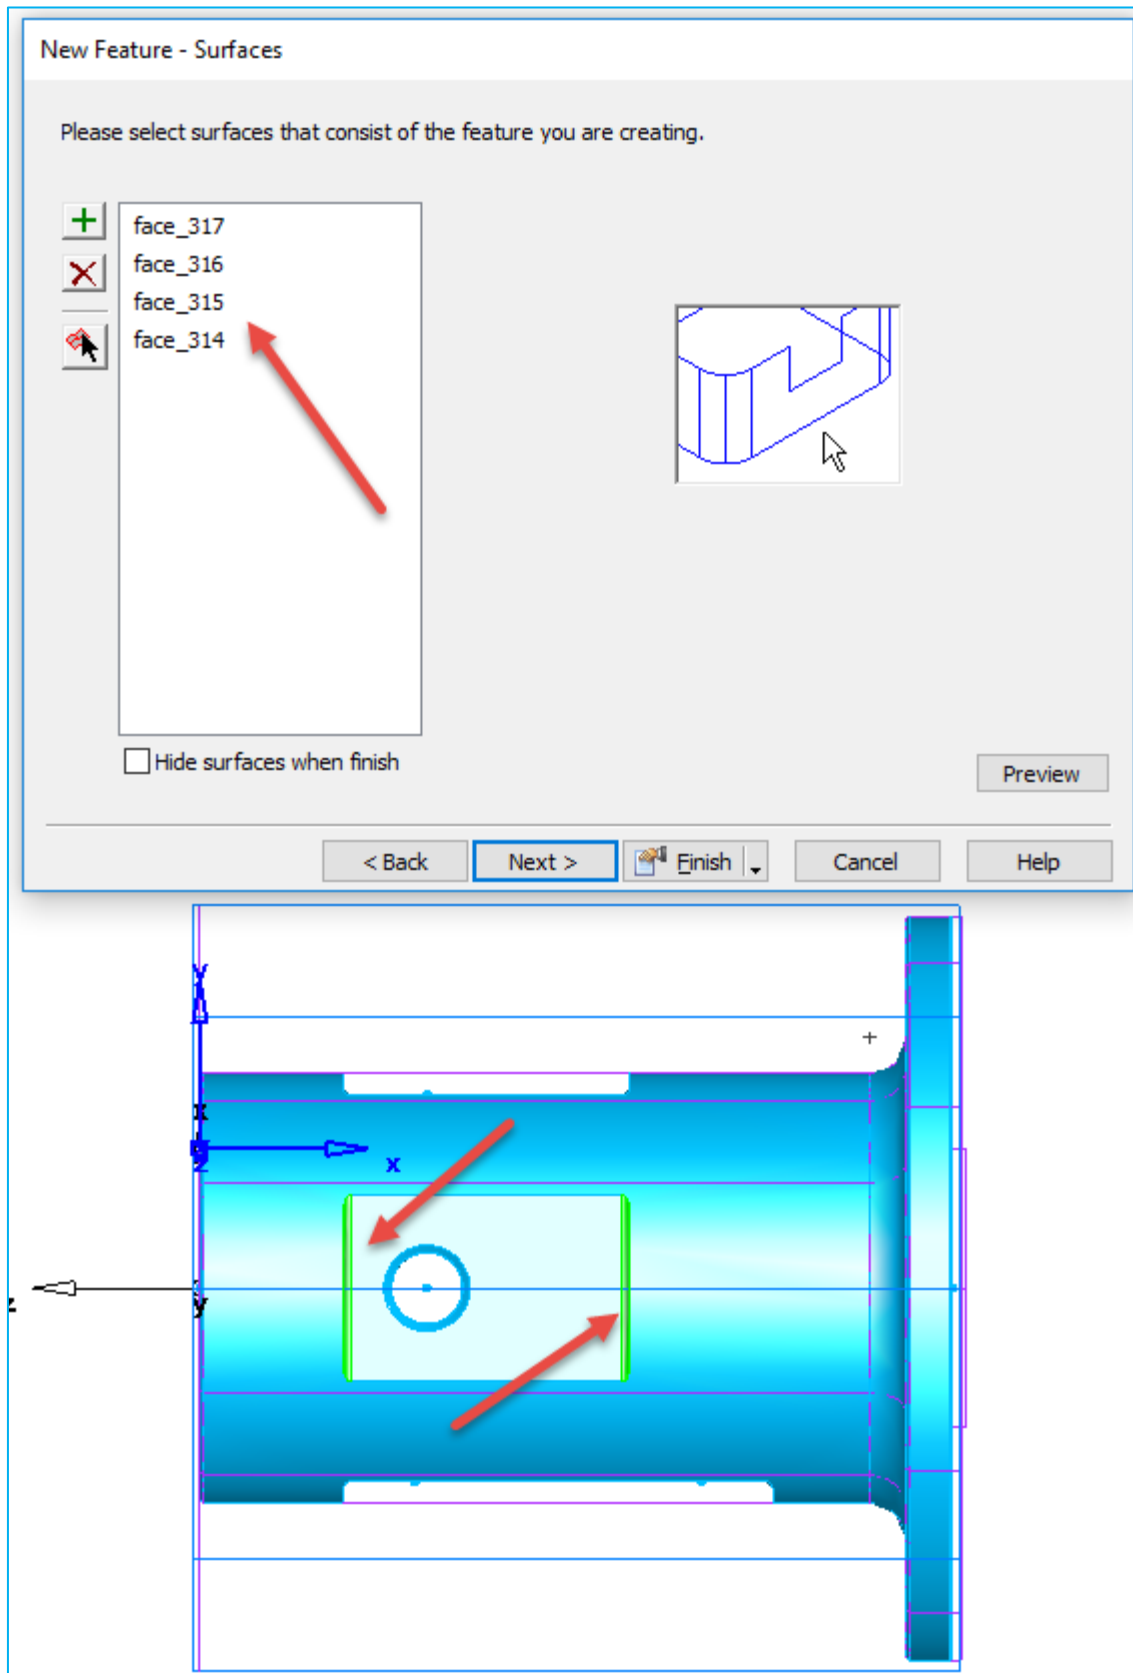 New Feature - Surfaces
Please select surfaces that consist of the feature you are creating.
face_317
face_316
face_315
face_314
Hide surfaces when finish
Preview
< Back Next > Finish Cancel Help
y
x
z x
z y